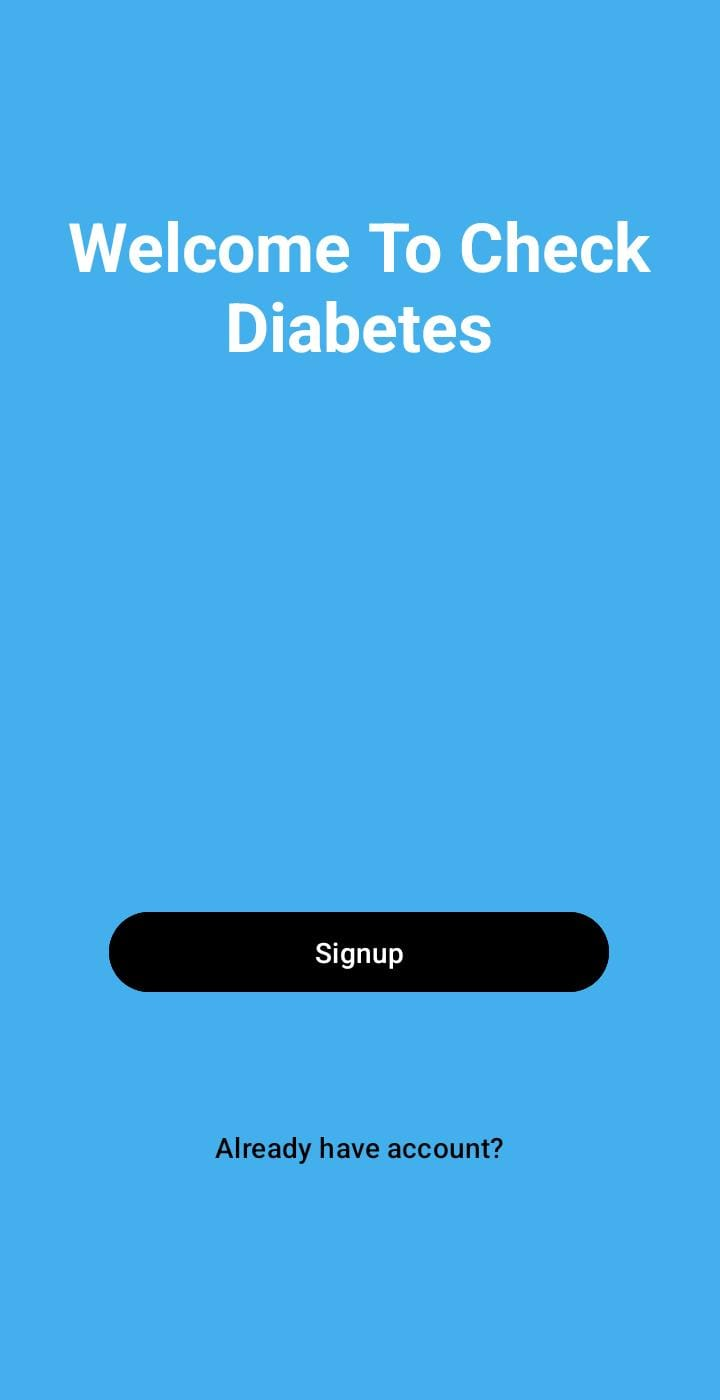 Welcome To Check
Diabetes
Signup
Already have account?